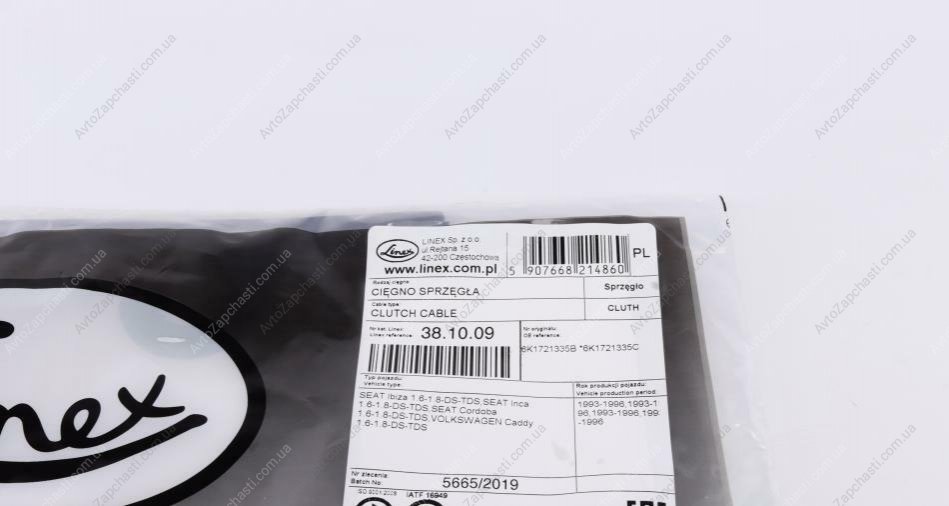 LINEX Sp. z o.o.
ul.Rejtana 15
42-200 Częstochowa
Linex
www.linex.com.pl
5 907668 214860
PL
Rodzaj cięgna:
CIĘGNO SPRZĘGŁA
Sprzęgło
Cable type:
CLUTCH CABLE
CLUTH
Nr kat. Linex:
Linex reference:
38.10.09
Nr oryginału:
OE reference:
6K1721335B *6K1721335C
Typ pojazdu:
Vehicle type:
SEAT Ibiza 1.6-1.8-DS-TDS,SEAT Inca
1.6-1.8-DS-TDS,SEAT Cordoba
1.6-1.8-DS-TDS,VOLKSWAGEN Caddy
1.6-1.8-DS-TDS
Rok produkcji pojazdu:
Vehicle production period:
1993-1996,1993-1
96,1993-1996,199
-1996
Nr zlecenia:
Batch No:
5665/2019
ISO 9001:2008
IATF 16949
inex
AvtoZapchasti.com.ua